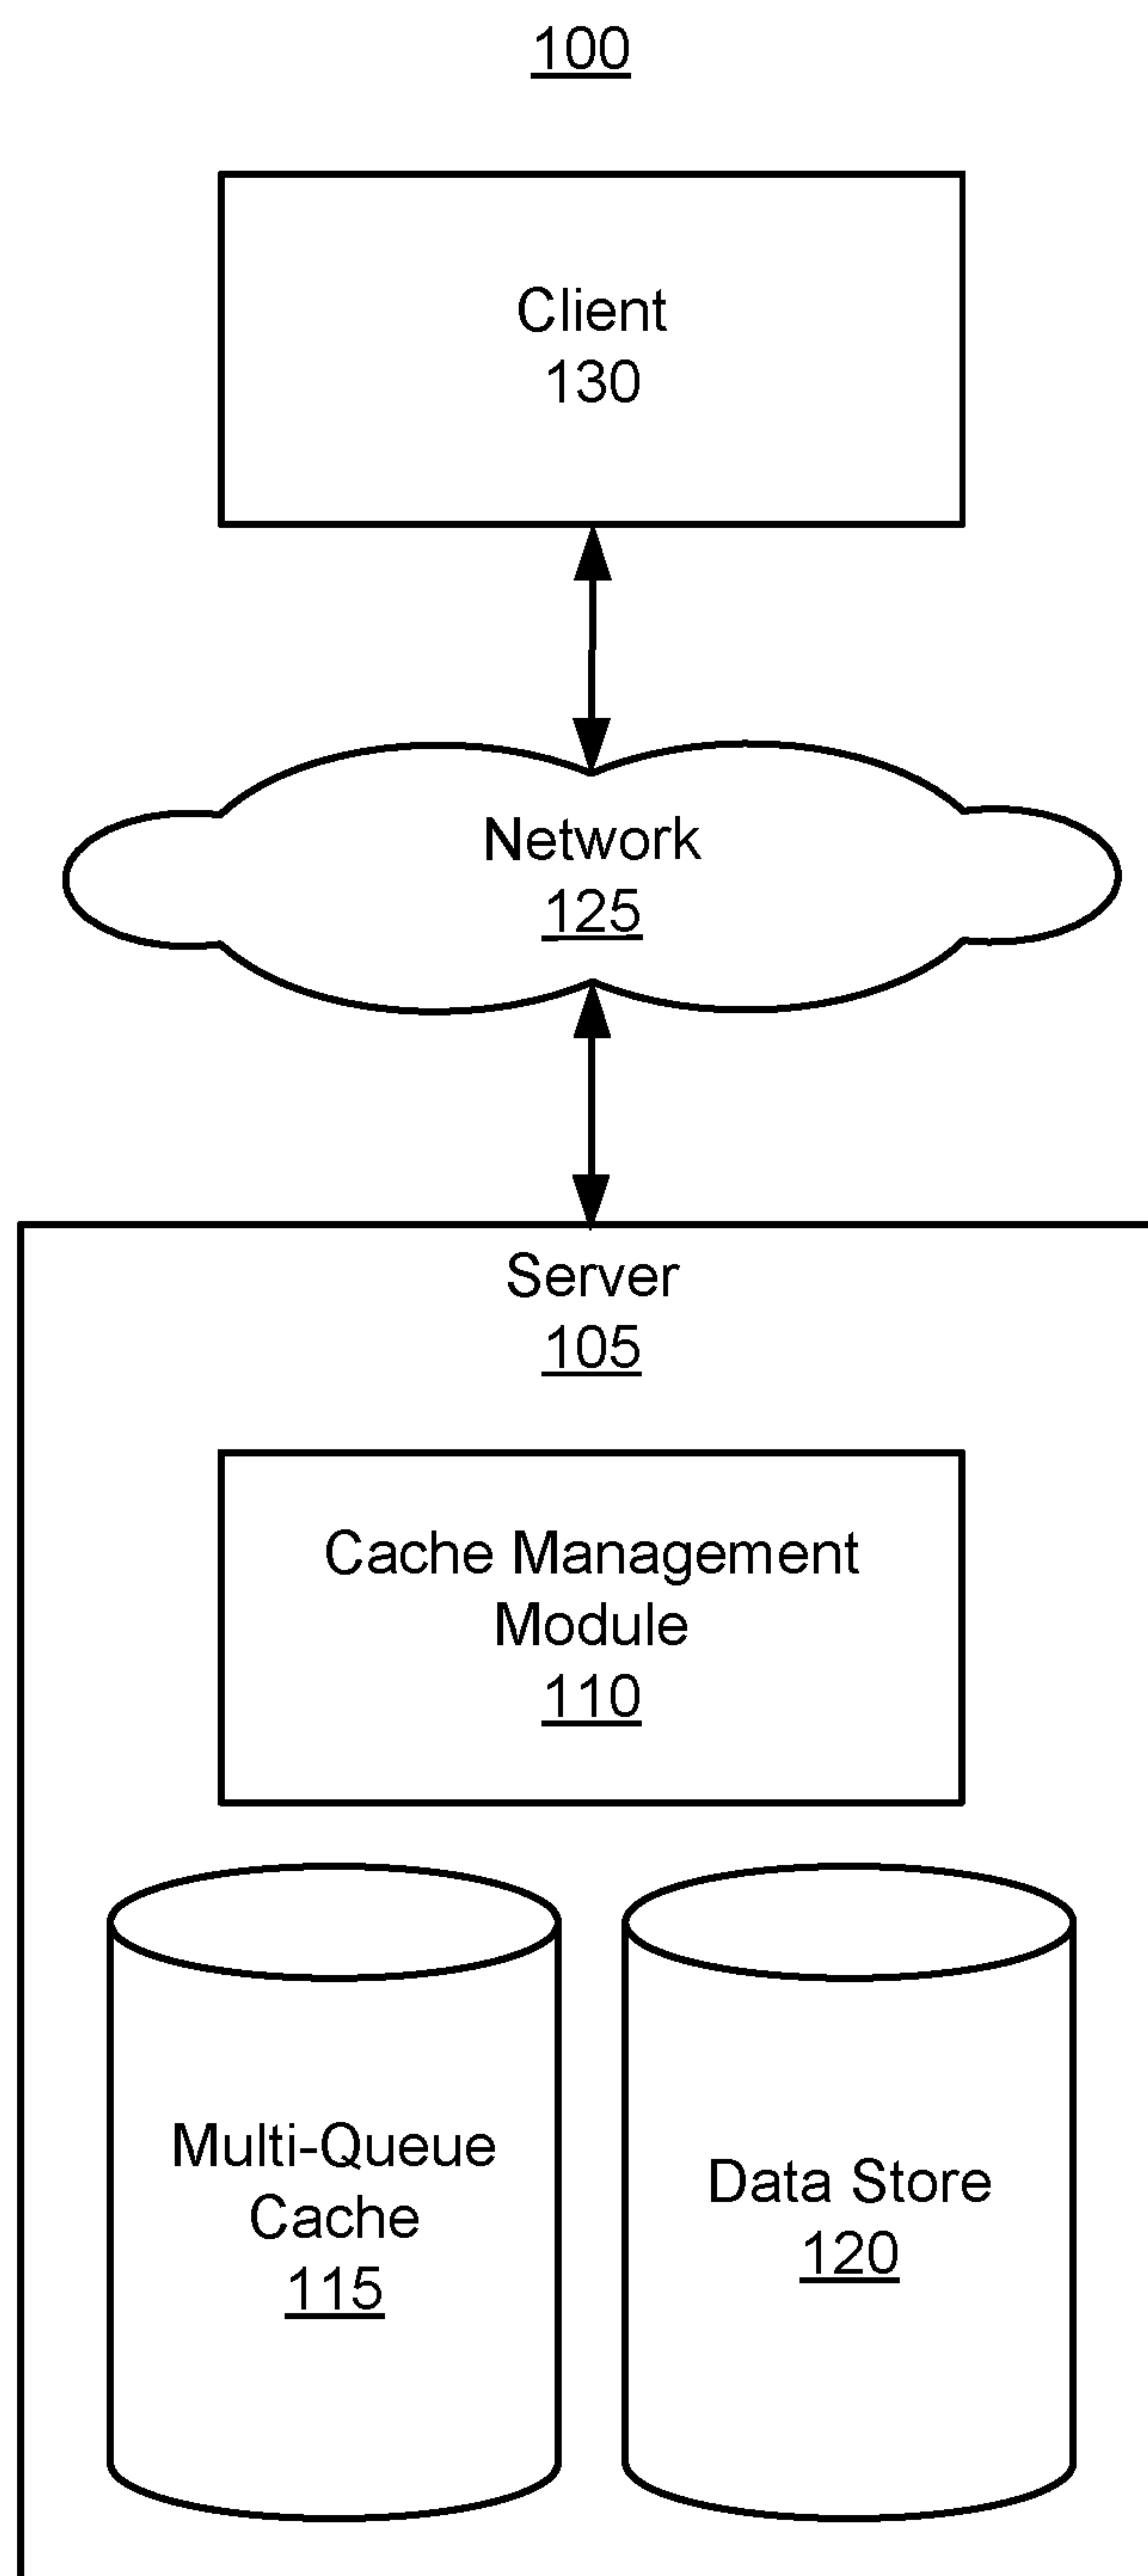 100
Client
130
Network
125
Server
105
Cache Management
Module
110
Multi-Queue
Cache
115
Data Store
120